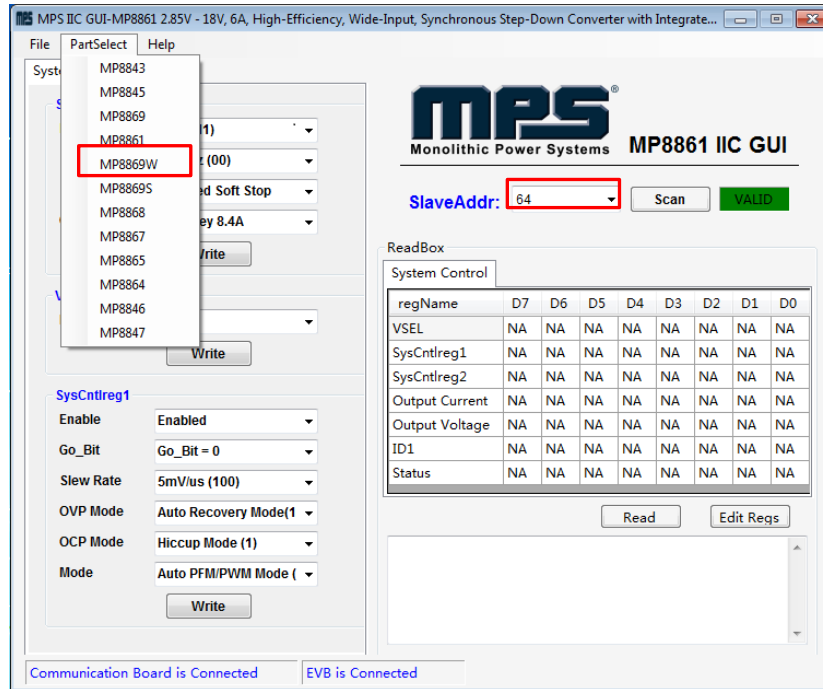 MPS IIC GUI-MP8861 2.85V - 18V, 6A, High-Efficiency, Wide-Input, Synchronous Step-Down Converter with Integrate...
File PartSelect Help
Syst
MP8843
MP8845
MP8869
MP8861
MP8869W
MP8869S
MP8868
MP8867
MP8865
MP8864
MP8846
MP8847
S
1)
(00)
ed Soft Stop
ey 8.4A
Write
V
Write
SysCntlreg1
Enable Enabled
Go_Bit Go_Bit = 0
Slew Rate 5mV/us (100)
OVP Mode Auto Recovery Mode(1
OCP Mode Hiccup Mode (1)
Mode Auto PFM/PWM Mode (
Write
mps®
Monolithic Power Systems MP8861 IIC GUI
SlaveAddr: 64 Scan VALID
ReadBox
System Control
regName D7 D6 D5 D4 D3 D2 D1 D0
VSEL NA NA NA NA NA NA NA NA
SysCntlreg1 NA NA NA NA NA NA NA NA
SysCntlreg2 NA NA NA NA NA NA NA NA
Output Current NA NA NA NA NA NA NA NA
Output Voltage NA NA NA NA NA NA NA NA
ID1 NA NA NA NA NA NA NA NA
Status NA NA NA NA NA NA NA NA
Read Edit Regs
Communication Board is Connected EVB is Connected